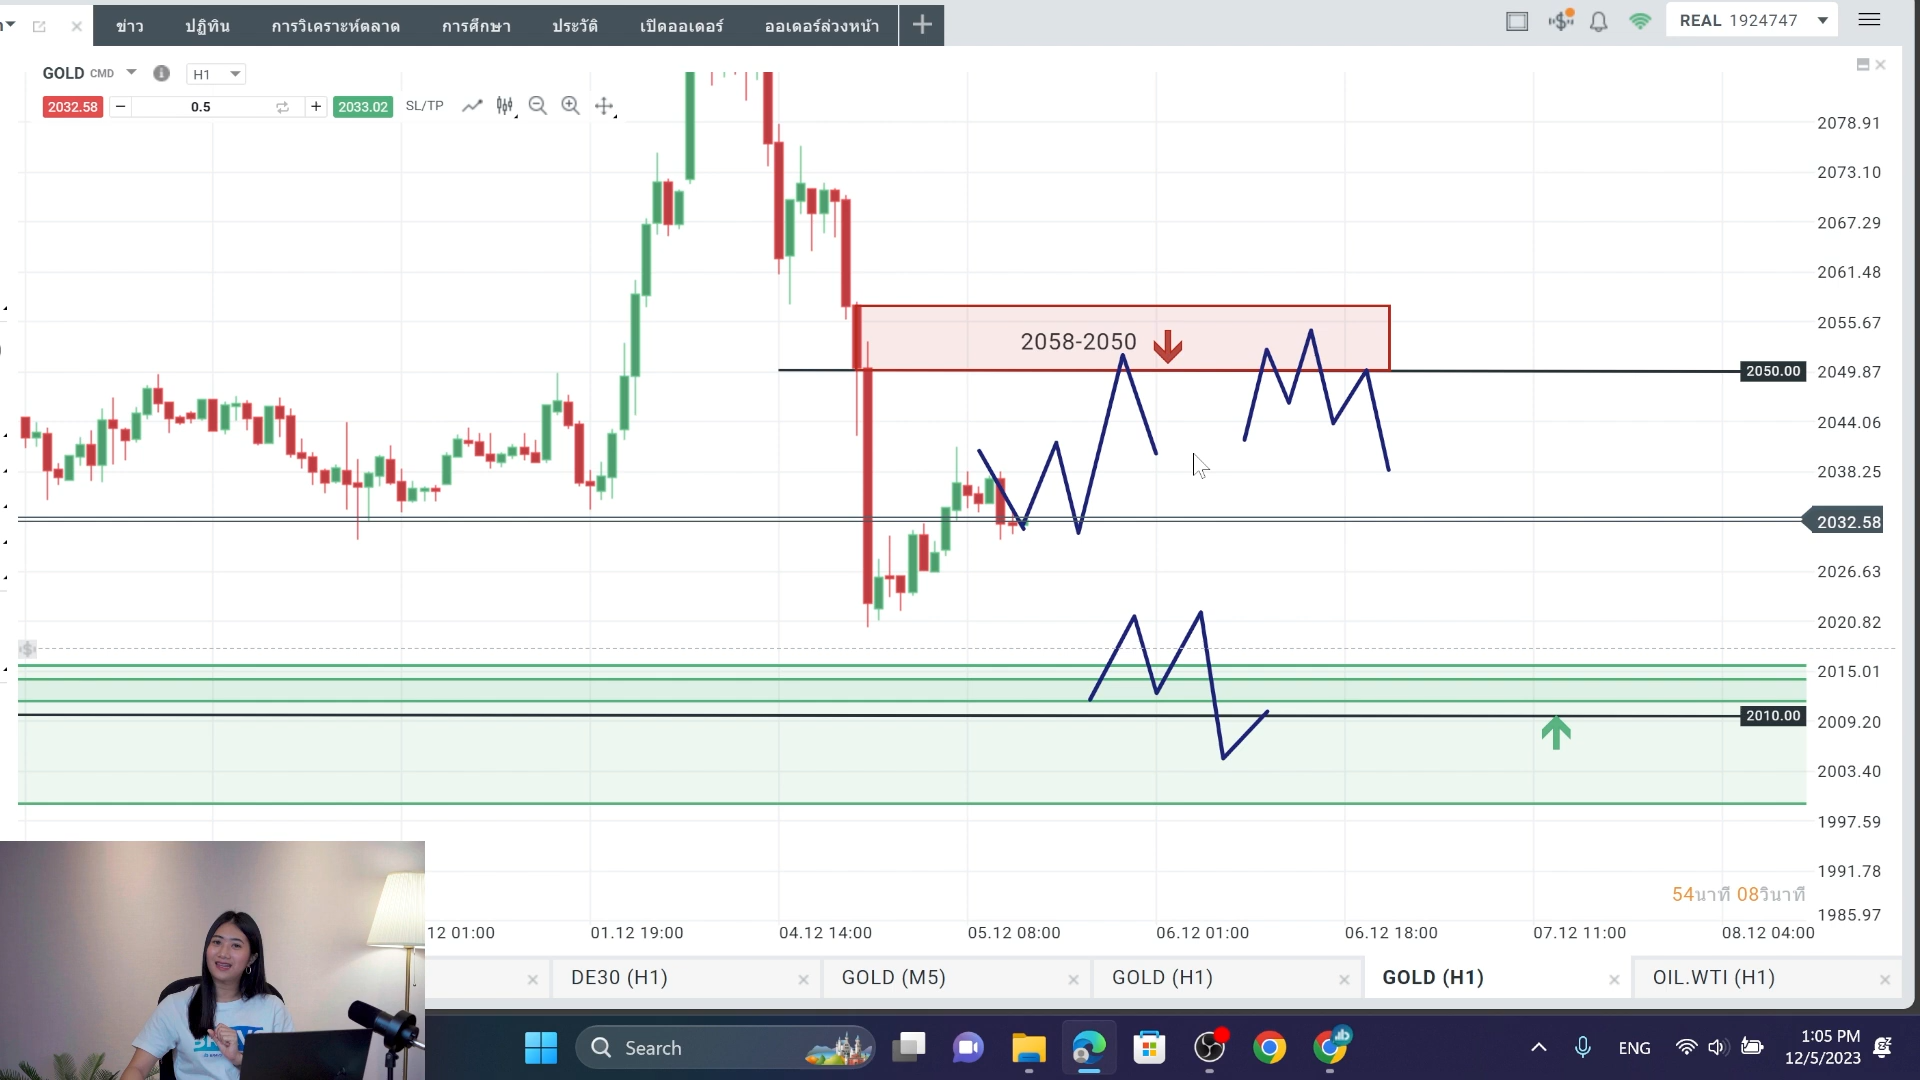 ข่าว ปฏิทิน การวิเคราะห์ตลาด การศึกษา ประวัติ เปิดออเดอร์ ออเดอร์ล่วงหน้า
REAL 1924747
GOLD CMD H1
2032.58 − 0.5 + 2033.02 SL/TP
2078.91
2073.10
2067.29
2061.48
2058-2050
2055.67
2050.00 2049.87
2044.06
2038.25
2032.58
2026.63
2020.82
2015.01
2010.00 2009.20
2003.40
1997.59
1991.78
54นาที 08วินาที
1985.97
12 01:00 01.12 19:00 04.12 14:00 05.12 08:00 06.12 01:00 06.12 18:00 07.12 11:00 08.12 04:00
DE30 (H1) GOLD (M5) GOLD (H1) GOLD (H1) OIL.WTI (H1)
Search
ENG
1:05 PM
12/5/2023